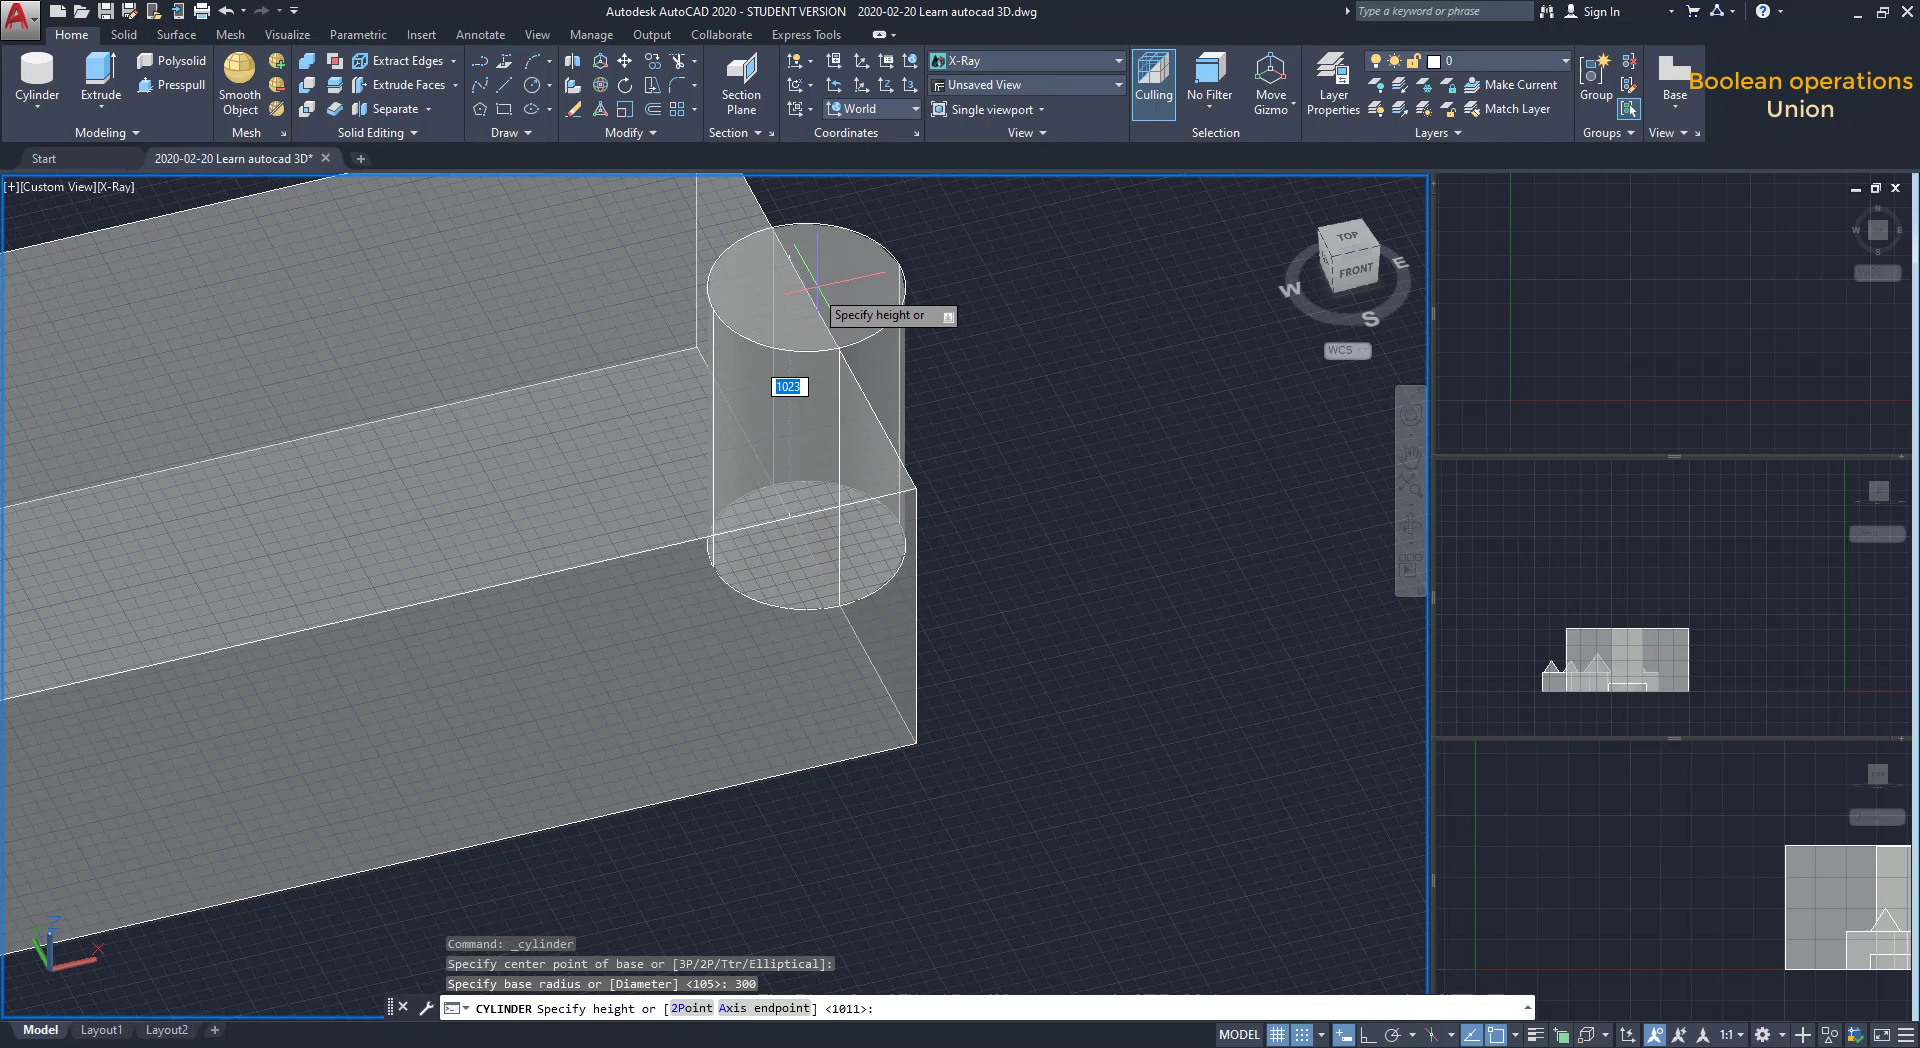 Autodesk AutoCAD 2020 - STUDENT VERSION 2020-02-20 Learn autocad 3D.dwg
Type a keyword or phrase
Sign In
Home Solid Surface Mesh Visualize Parametric Insert Annotate View Manage Output Collaborate Express Tools
Cylinder
Extrude
Polysolid
Presspull
Modeling
Smooth
Object
Mesh
Extract Edges
Extrude Faces
Separate
Solid Editing
Draw
Modify
Section
Plane
Section
World
Coordinates
X-Ray
Unsaved View
Single viewport
View
Culling
No Filter
Move
Gizmo
Selection
Layer
Properties
0
Make Current
Match Layer
Layers
Group
Groups
Base
View
Boolean operations
Union
Start
2020-02-20 Learn autocad 3D*
[+][Custom View][X-Ray]
TOP
FRONT
W
E
S
WCS
N
W
E
S
Specify height or
1023
Z
X
Command: _cylinder
Specify center point of base or [3P/2P/Ttr/Elliptical]:
Specify base radius or [Diameter] <105>: 300
CYLINDER Specify height or [2Point Axis endpoint] <1011>:
Model
Layout1
Layout2
MODEL
1:1